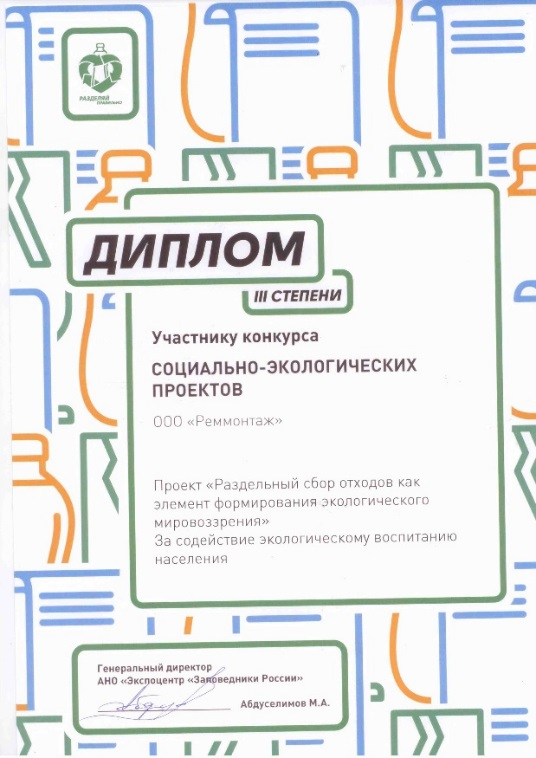 РАЗДЕЛЯЙ
ПРАВИЛЬНО
ДИПЛОМ
III СТЕПЕНИ
Участнику конкурса
СОЦИАЛЬНО-ЭКОЛОГИЧЕСКИХ
ПРОЕКТОВ
ООО «Реммонтаж»
Проект «Раздельный сбор отходов как
элемент формирования экологического
мировоззрения»
За содействие экологическому воспитанию
населения
Генеральный директор
АНО «Экспоцентр «Заповедники России»
Абдуселимов М.А.